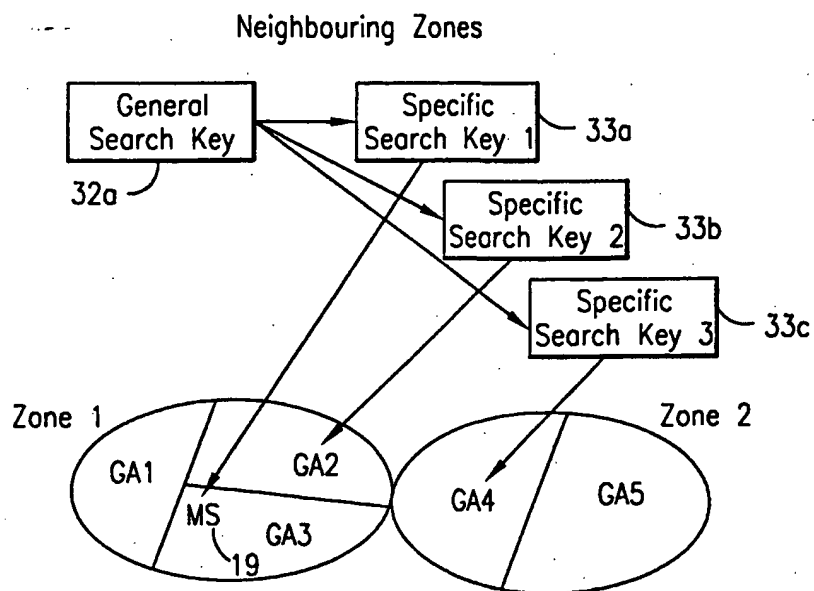 Neighbouring Zones
General
Search Key
32a
Specific
Search Key 1
33a
Specific
Search Key 2
33b
Specific
Search Key 3
33c
Zone 1
Zone 2
GA1
GA2
MS
GA3
19
GA4
GA5